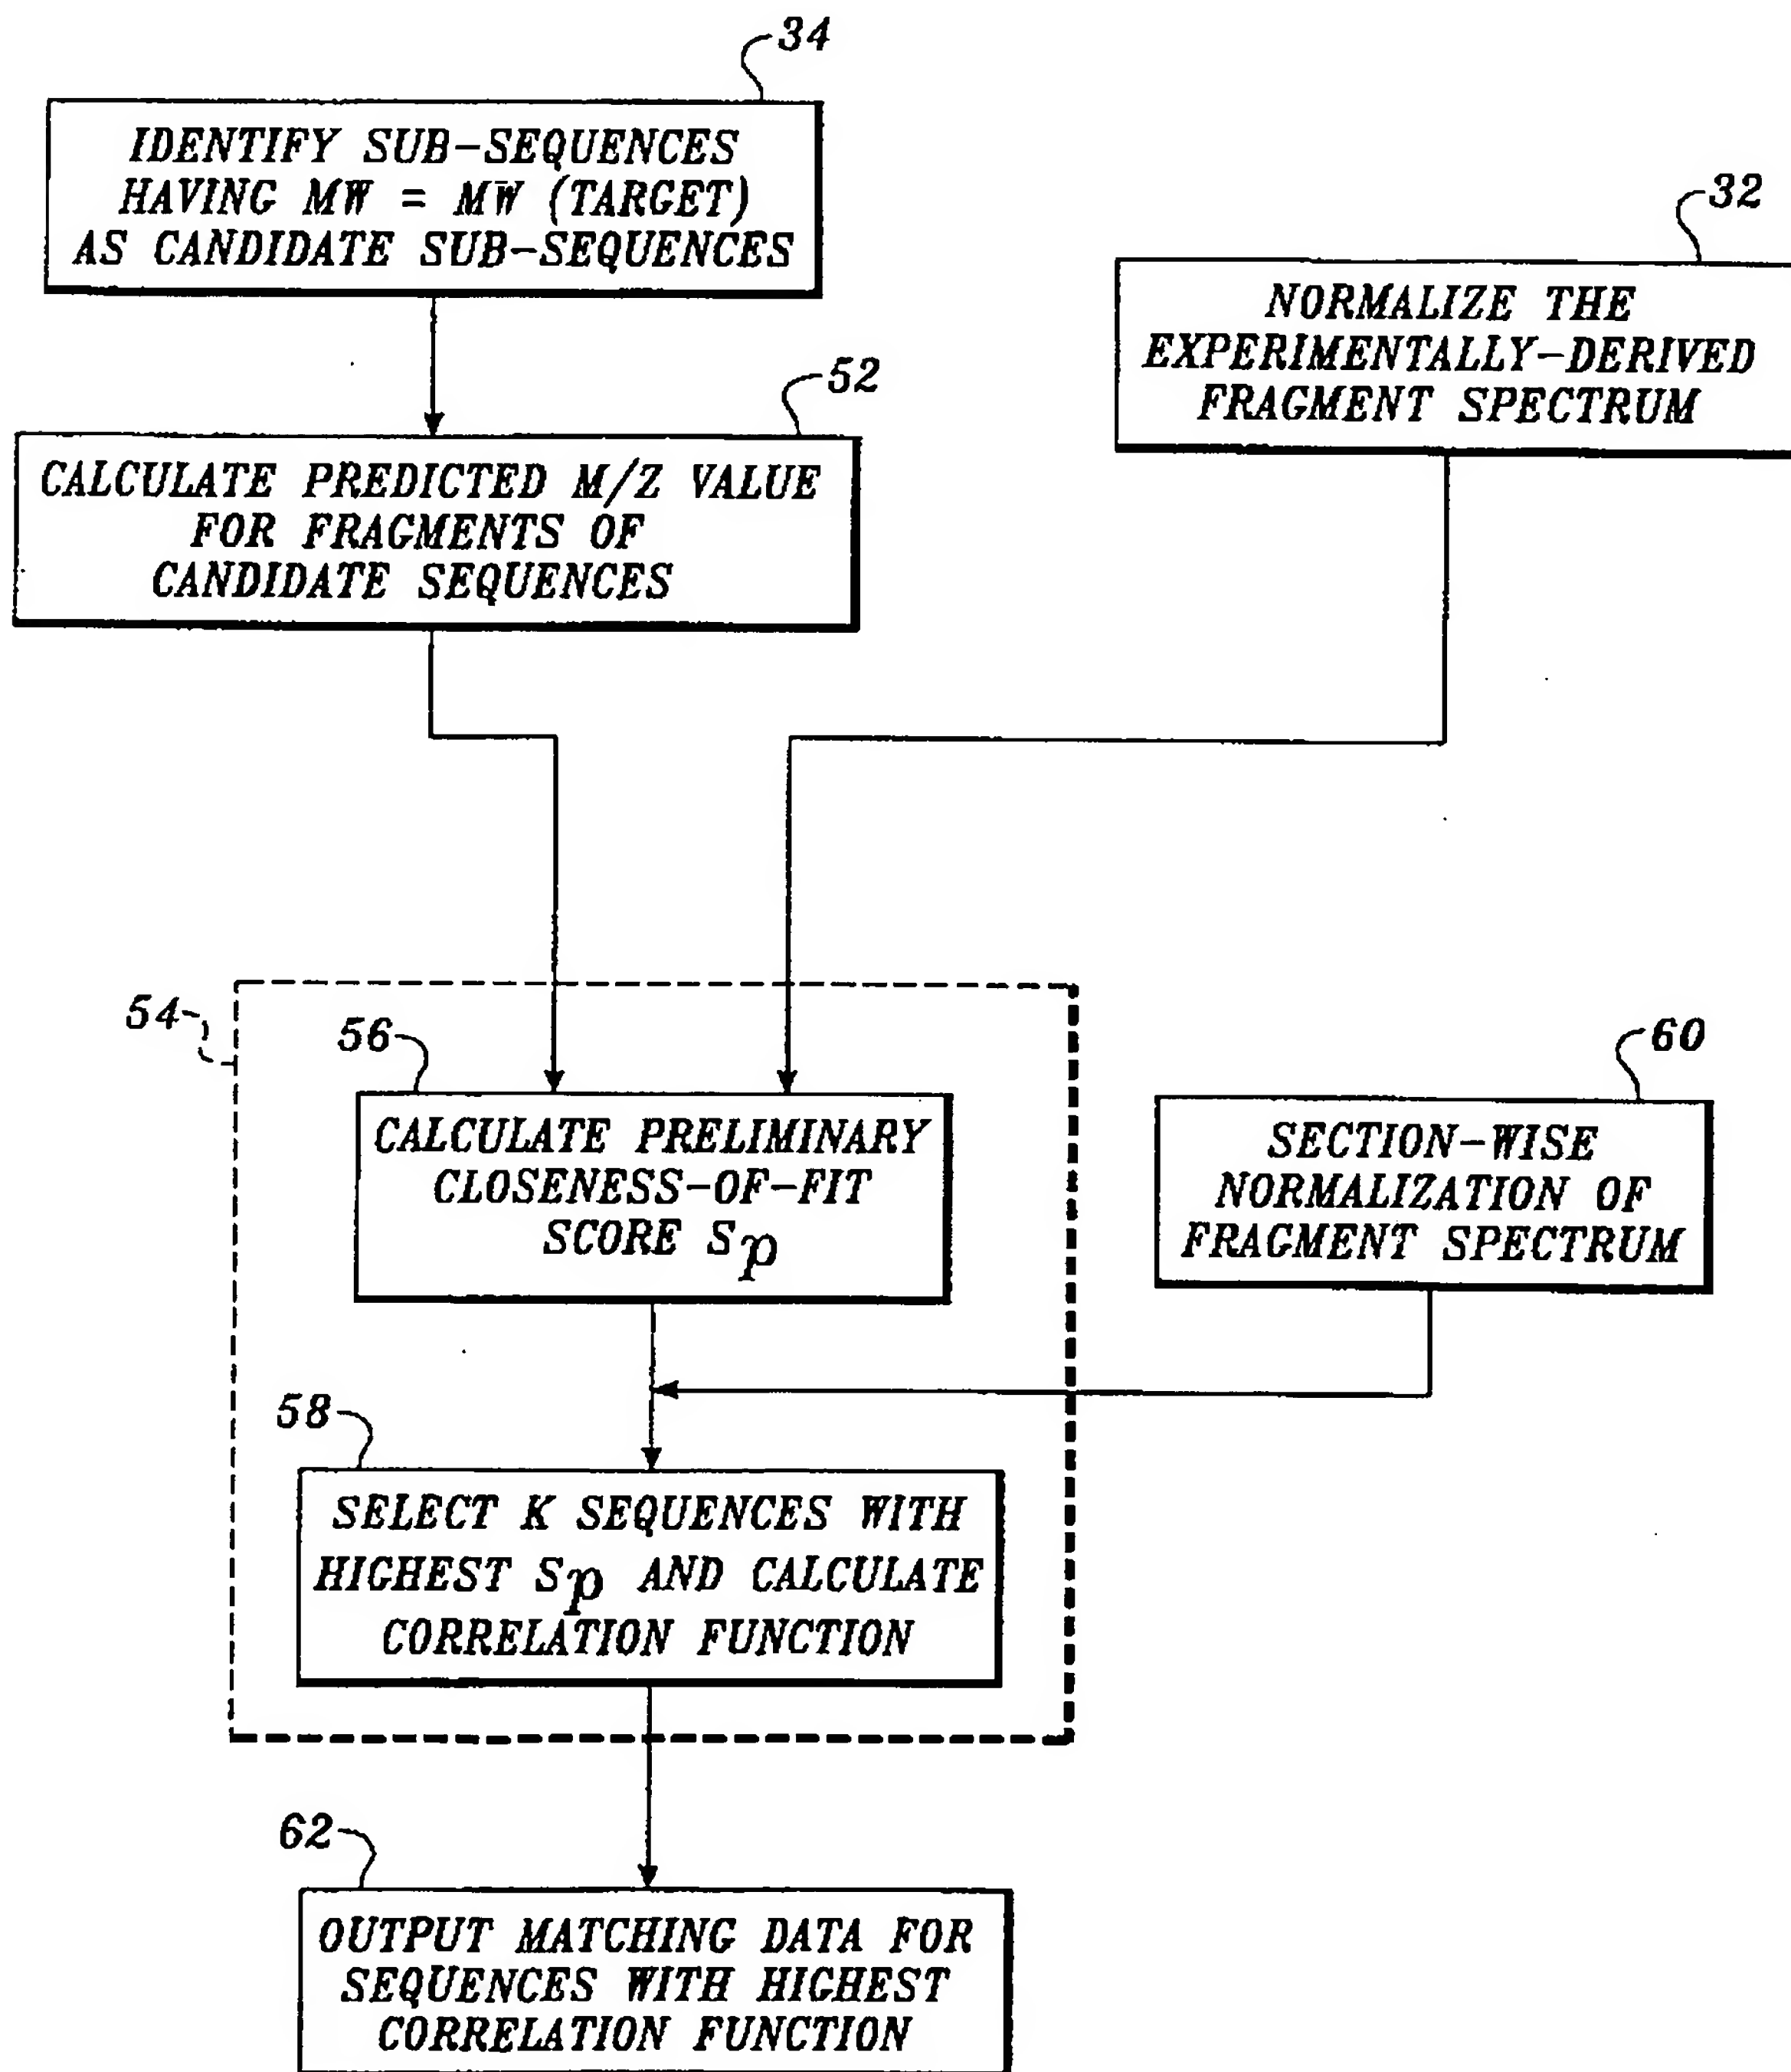 34
IDENTIFY SUB-SEQUENCES
HAVING MW = MW (TARGET)
AS CANDIDATE SUB-SEQUENCES
32
NORMALIZE THE
EXPERIMENTALLY-DERIVED
FRAGMENT SPECTRUM
52
CALCULATE PREDICTED M/Z VALUE
FOR FRAGMENTS OF
CANDIDATE SEQUENCES
54
56
CALCULATE PRELIMINARY
CLOSENESS-OF-FIT
SCORE Sp
60
SECTION-WISE
NORMALIZATION OF
FRAGMENT SPECTRUM
58
SELECT K SEQUENCES WITH
HIGHEST Sp AND CALCULATE
CORRELATION FUNCTION
62
OUTPUT MATCHING DATA FOR
SEQUENCES WITH HIGHEST
CORRELATION FUNCTION